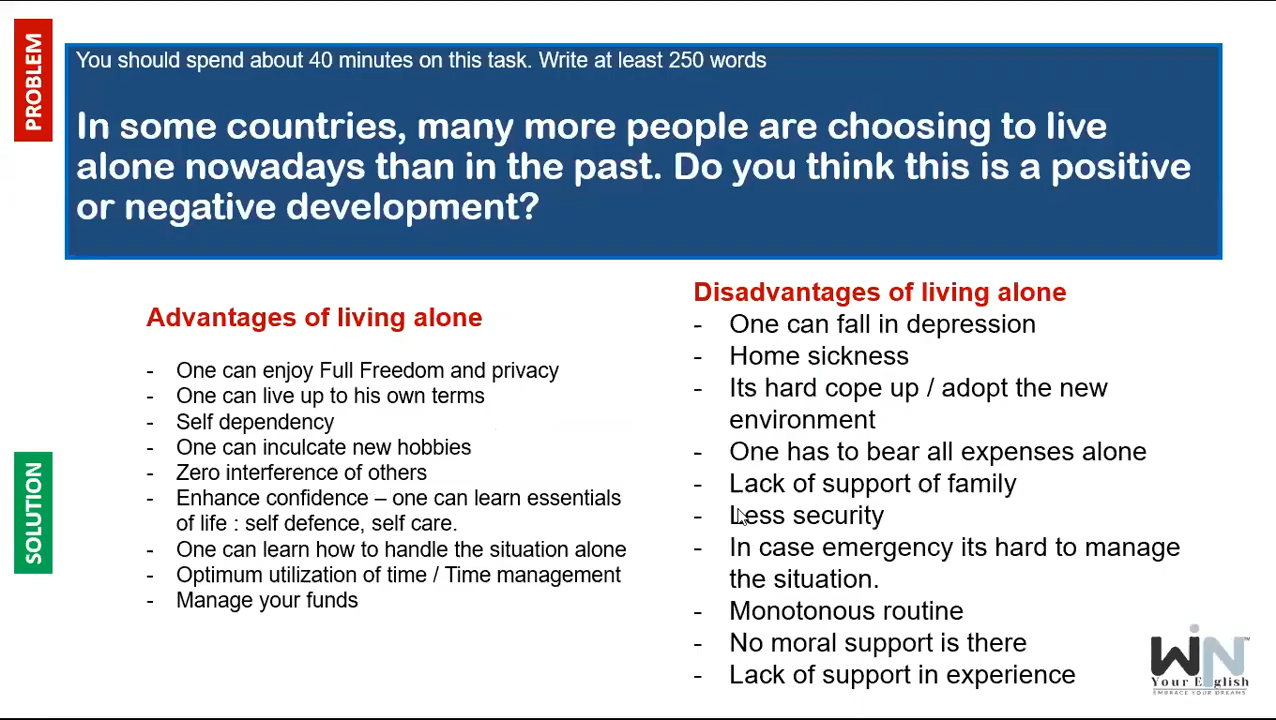 PROBLEM
You should spend about 40 minutes on this task. Write at least 250 words
In some countries, many more people are choosing to live
alone nowadays than in the past. Do you think this is a positive
or negative development?
SOLUTION
Advantages of living alone
- One can enjoy Full Freedom and privacy
- One can live up to his own terms
- Self dependency
- One can inculcate new hobbies
- Zero interference of others
- Enhance confidence – one can learn essentials
of life : self defence, self care.
- One can learn how to handle the situation alone
- Optimum utilization of time / Time management
- Manage your funds
Disadvantages of living alone
- One can fall in depression
- Home sickness
- Its hard cope up / adopt the new
environment
- One has to bear all expenses alone
- Lack of support of family
- Less security
- In case emergency its hard to manage
the situation.
- Monotonous routine
- No moral support is there
- Lack of support in experience
WiN
Your English
EMBRACE YOUR DREAMS